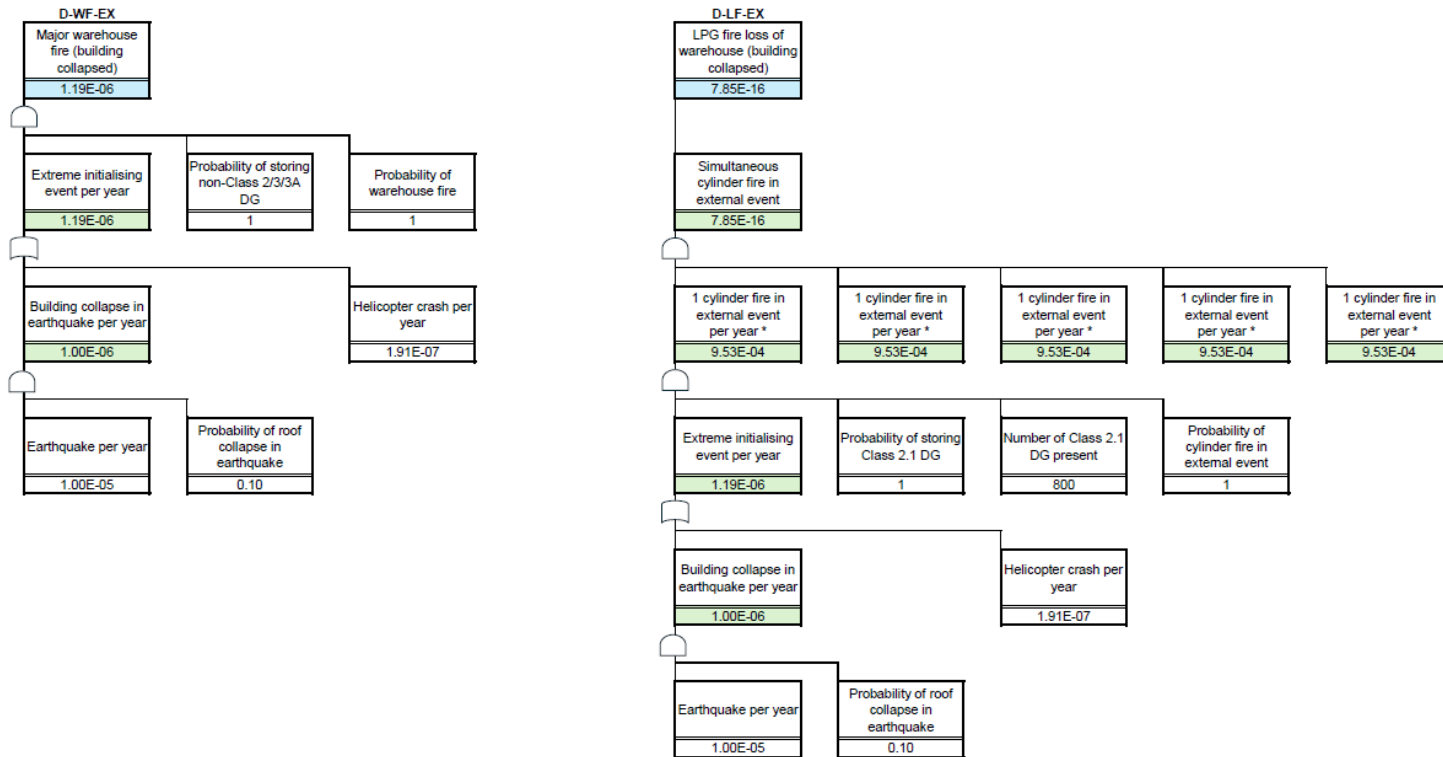 D-WF-EX
Major warehouse
fire (building
collapsed)
1.19E-06
Extreme initialising
event per year
1.19E-06
Probability of storing
non-Class 2/3/3A
DG
1
Probability of
warehouse fire
1
Building collapse in
earthquake per year
1.00E-06
Helicopter crash per
year
1.91E-07
Earthquake per year
1.00E-05
Probability of roof
collapse in
earthquake
0.10
D-LF-EX
LPG fire loss of
warehouse (building
collapsed)
7.85E-16
Simultaneous
cylinder fire in
external event
7.85E-16
1 cylinder fire in
external event
per year *
9.53E-04
1 cylinder fire in
external event
per year *
9.53E-04
1 cylinder fire in
external event
per year *
9.53E-04
1 cylinder fire in
external event
per year *
9.53E-04
1 cylinder fire in
external event
per year *
9.53E-04
Extreme initialising
event per year
1.19E-06
Probability of storing
Class 2.1 DG
1
Number of Class 2.1
DG present
800
Probability of
cylinder fire in
external event
1
Building collapse in
earthquake per year
1.00E-06
Helicopter crash per
year
1.91E-07
Earthquake per year
1.00E-05
Probability of roof
collapse in
earthquake
0.10